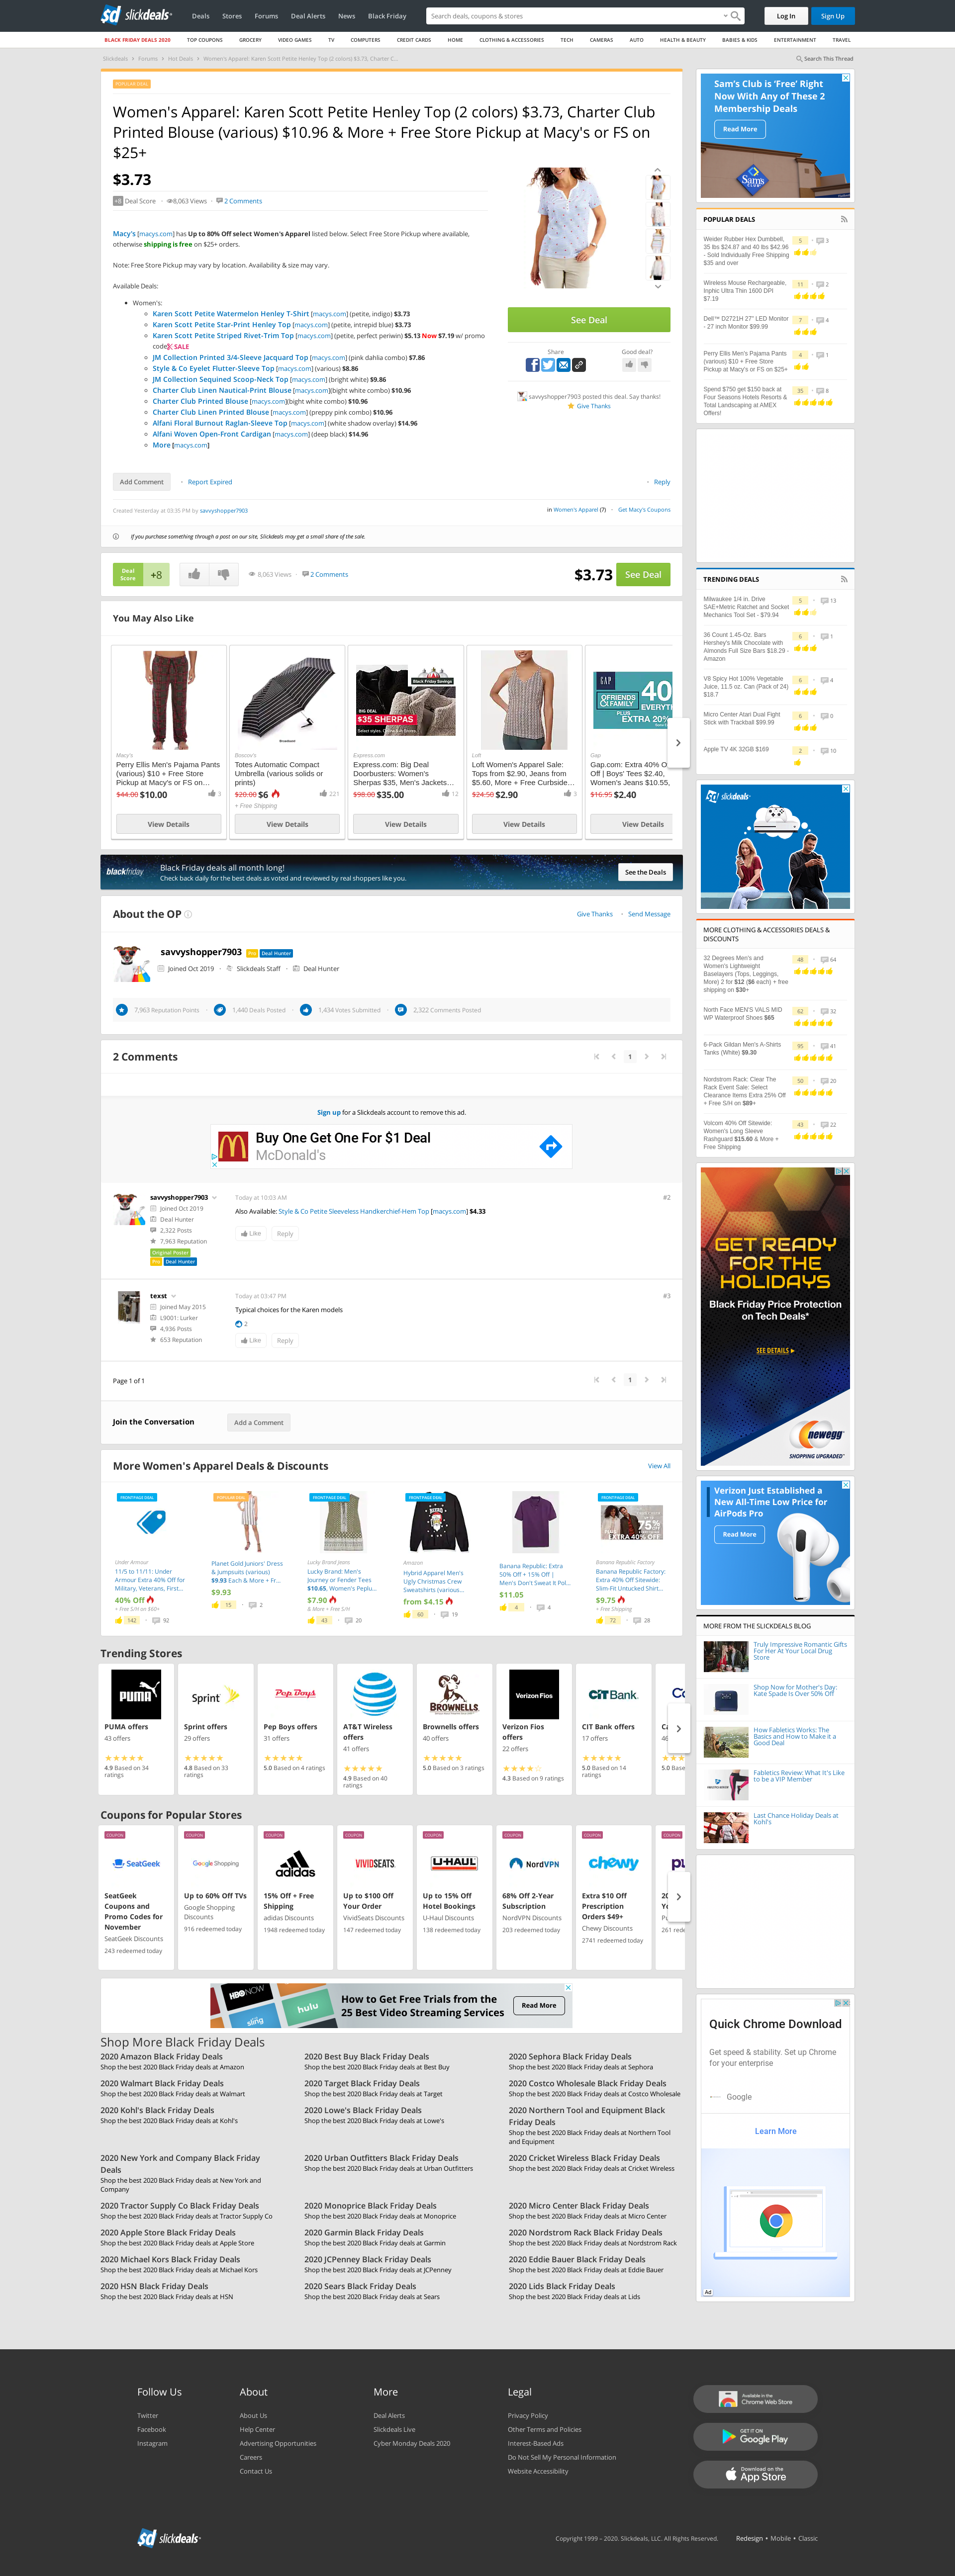 slickdeals
Deals Stores Forums Deal Alerts News Black Friday
Search deals, coupons & stores
Log In Sign Up
BLACK FRIDAY DEALS 2020 TOP COUPONS GROCERY VIDEO GAMES TV COMPUTERS CREDIT CARDS HOME CLOTHING & ACCESSORIES TECH CAMERAS AUTO HEALTH & BEAUTY BABIES & KIDS ENTERTAINMENT TRAVEL
Slickdeals Forums Hot Deals Women's Apparel: Karen Scott Petite Henley Top (2 colors) $3.73, Charter C...
Search This Thread
POPULAR DEAL
Women's Apparel: Karen Scott Petite Henley Top (2 colors) $3.73, Charter Club
Printed Blouse (various) $10.96 & More + Free Store Pickup at Macy's or FS on
$25+
$3.73
+8 Deal Score 8,063 Views 2 Comments
Macy's [macys.com] has Up to 80% Off select Women's Apparel listed below. Select Free Store Pickup where available,
otherwise shipping is free on $25+ orders.
Note: Free Store Pickup may vary by location. Availability & size may vary.
Available Deals:
Women's:
Karen Scott Petite Watermelon Henley T-Shirt [macys.com] (petite, indigo) $3.73
Karen Scott Petite Star-Print Henley Top [macys.com] (petite, intrepid blue) $3.73
Karen Scott Petite Striped Rivet-Trim Top [macys.com] (petite, perfect periwin) $5.13 Now $7.19 w/ promo
code SALE
JM Collection Printed 3/4-Sleeve Jacquard Top [macys.com] (pink dahlia combo) $7.86
Style & Co Eyelet Flutter-Sleeve Top [macys.com] (various) $8.86
JM Collection Sequined Scoop-Neck Top [macys.com] (bright white) $9.86
Charter Club Linen Nautical-Print Blouse [macys.com](bright white combo) $10.96
Charter Club Printed Blouse [macys.com](bight white combo) $10.96
Charter Club Linen Printed Blouse [macys.com] (preppy pink combo) $10.96
Alfani Floral Burnout Raglan-Sleeve Top [macys.com] (white shadow overlay) $14.96
Alfani Woven Open-Front Cardigan [macys.com] (deep black) $14.96
More [macys.com]
See Deal
Share Good deal?
savvyshopper7903 posted this deal. Say thanks!
Give Thanks
Add Comment Report Expired Reply
Created Yesterday at 03:35 PM by savvyshopper7903
in Women's Apparel (7) Get Macy's Coupons
If you purchase something through a post on our site, Slickdeals may get a small share of the sale.
Deal
Score
+8
8,063 Views 2 Comments
$3.73 See Deal
You May Also Like
BIG DEAL
$35 SHERPAS
Black Friday Savings
Select styles.
GAP
FRIENDS
&FAMILY
40%
EVERYTH
PLUS
EXTRA 20%
Macy's
Perry Ellis Men's Pajama Pants
(various) $10 + Free Store
Pickup at Macy's or FS on...
$44.00 $10.00 3
View Details
Boscov's
Totes Automatic Compact
Umbrella (various solids or
prints)
$20.00 $6 221
+ Free Shipping
View Details
Express.com
Express.com: Big Deal
Doorbusters: Women's
Sherpas $35, Men's Jackets...
$98.00 $35.00 12
View Details
Loft
Loft Women's Apparel Sale:
Tops from $2.90, Jeans from
$5.60, More + Free Curbside...
$24.50 $2.90 3
View Details
Gap
Gap.com: Extra 40% O
Off | Boys' Tees $2.40,
Women's Jeans $10.55,
$16.95 $2.40
View Details
blackfriday
Black Friday deals all month long!
Check back daily for the best deals as voted and reviewed by real shoppers like you.
See the Deals
About the OP
Give Thanks Send Message
savvyshopper7903 Pro Deal Hunter
Joined Oct 2019 Slickdeals Staff Deal Hunter
7,963 Reputation Points 1,440 Deals Posted 1,434 Votes Submitted 2,322 Comments Posted
2 Comments
1
Sign up for a Slickdeals account to remove this ad.
Buy One Get One For $1 Deal
McDonald's
savvyshopper7903
Joined Oct 2019
Deal Hunter
2,322 Posts
7,963 Reputation
Original Poster
Pro Deal Hunter
Today at 10:03 AM #2
Also Available: Style & Co Petite Sleeveless Handkerchief-Hem Top [macys.com] $4.33
Like Reply
texst
Joined May 2015
L9001: Lurker
4,936 Posts
653 Reputation
Today at 03:47 PM #3
Typical choices for the Karen models
2
Like Reply
Page 1 of 1
1
Join the Conversation Add a Comment
More Women's Apparel Deals & Discounts
View All
FRONTPAGE DEAL
Under Armour
11/5 to 11/11: Under
Armour Extra 40% Off for
Military, Veterans, First...
40% Off
+ Free S/H on $60+
142 92
POPULAR DEAL
Planet Gold Juniors' Dress
& Jumpsuits (various)
$9.93 Each & More + Fr...
$9.93
15 2
FRONTPAGE DEAL
Lucky Brand Jeans
Lucky Brand: Men's
Journey or Fender Tees
$10.65, Women's Peplu...
$7.90
& More + Free S/H
43 20
FRONTPAGE DEAL
Amazon
Hybrid Apparel Men's
Ugly Christmas Crew
Sweatshirts (various...
from $4.15
60 19
Banana Republic: Extra
50% Off + 15% Off |
Men's Don't Sweat It Pol...
$11.05
4 4
FRONTPAGE DEAL
75%
EXTRA 40% OFF
Banana Republic Factory
Banana Republic Factory:
Extra 40% Off Sitewide:
Slim-Fit Untucked Shirt...
$9.75
+ Free Shipping
72 28
Trending Stores
PUMA
PUMA offers
43 offers
4.9 Based on 34
ratings
Sprint
Sprint offers
29 offers
4.8 Based on 33
ratings
Pep Boys
Pep Boys offers
31 offers
5.0 Based on 4 ratings
AT&T Wireless
offers
41 offers
4.9 Based on 40
ratings
BROWNELLS
Brownells offers
40 offers
5.0 Based on 3 ratings
Verizon Fios
Verizon Fios
offers
22 offers
4.3 Based on 9 ratings
CIT Bank
CIT Bank offers
17 offers
5.0 Based on 14
ratings
Ca
46
5.0 Base
Coupons for Popular Stores
COUPON
SeatGeek
SeatGeek
Coupons and
Promo Codes for
November
SeatGeek Discounts
243 redeemed today
COUPON
Google Shopping
Up to 60% Off TVs
Google Shopping
Discounts
916 redeemed today
COUPON
adidas
15% Off + Free
Shipping
adidas Discounts
1948 redeemed today
COUPON
VIVIDSEATS
Up to $100 Off
Your Order
VividSeats Discounts
147 redeemed today
COUPON
U-HAUL
Up to 15% Off
Hotel Bookings
U-Haul Discounts
138 redeemed today
COUPON
NordVPN
68% Off 2-Year
Subscription
NordVPN Discounts
203 redeemed today
COUPON
chewy
Extra $10 Off
Prescription
Orders $49+
Chewy Discounts
2741 redeemed today
COUPON
pu
20
Yo
Pu
261 rede
HBO NOW
sling
hulu
How to Get Free Trials from the
25 Best Video Streaming Services
Read More
Shop More Black Friday Deals
2020 Amazon Black Friday Deals
Shop the best 2020 Black Friday deals at Amazon
2020 Best Buy Black Friday Deals
Shop the best 2020 Black Friday deals at Best Buy
2020 Sephora Black Friday Deals
Shop the best 2020 Black Friday deals at Sephora
2020 Walmart Black Friday Deals
Shop the best 2020 Black Friday deals at Walmart
2020 Target Black Friday Deals
Shop the best 2020 Black Friday deals at Target
2020 Costco Wholesale Black Friday Deals
Shop the best 2020 Black Friday deals at Costco Wholesale
2020 Kohl's Black Friday Deals
Shop the best 2020 Black Friday deals at Kohl's
2020 Lowe's Black Friday Deals
Shop the best 2020 Black Friday deals at Lowe's
2020 Northern Tool and Equipment Black
Friday Deals
Shop the best 2020 Black Friday deals at Northern Tool
and Equipment
2020 New York and Company Black Friday
Deals
Shop the best 2020 Black Friday deals at New York and
Company
2020 Urban Outfitters Black Friday Deals
Shop the best 2020 Black Friday deals at Urban Outfitters
2020 Cricket Wireless Black Friday Deals
Shop the best 2020 Black Friday deals at Cricket Wireless
2020 Tractor Supply Co Black Friday Deals
Shop the best 2020 Black Friday deals at Tractor Supply Co
2020 Monoprice Black Friday Deals
Shop the best 2020 Black Friday deals at Monoprice
2020 Micro Center Black Friday Deals
Shop the best 2020 Black Friday deals at Micro Center
2020 Apple Store Black Friday Deals
Shop the best 2020 Black Friday deals at Apple Store
2020 Garmin Black Friday Deals
Shop the best 2020 Black Friday deals at Garmin
2020 Nordstrom Rack Black Friday Deals
Shop the best 2020 Black Friday deals at Nordstrom Rack
2020 Michael Kors Black Friday Deals
Shop the best 2020 Black Friday deals at Michael Kors
2020 JCPenney Black Friday Deals
Shop the best 2020 Black Friday deals at JCPenney
2020 Eddie Bauer Black Friday Deals
Shop the best 2020 Black Friday deals at Eddie Bauer
2020 HSN Black Friday Deals
Shop the best 2020 Black Friday deals at HSN
2020 Sears Black Friday Deals
Shop the best 2020 Black Friday deals at Sears
2020 Lids Black Friday Deals
Shop the best 2020 Black Friday deals at Lids
Sam's Club is 'Free' Right
Now With Any of These 2
Membership Deals
Read More
Sam's Club
POPULAR DEALS
Weider Rubber Hex Dumbbell,
35 lbs $24.87 and 40 lbs $42.96
- Sold Individually Free Shipping
$35 and over
5 3
Wireless Mouse Rechargeable,
Inphic Ultra Thin 1600 DPI
$7.19
11 2
Dell™ D2721H 27" LED Monitor
- 27 inch Monitor $99.99
7 4
Perry Ellis Men's Pajama Pants
(various) $10 + Free Store
Pickup at Macy's or FS on $25+
4 1
Spend $750 get $150 back at
Four Seasons Hotels Resorts &
Total Landscaping at AMEX
Offers!
35 8
TRENDING DEALS
Milwaukee 1/4 in. Drive
SAE+Metric Ratchet and Socket
Mechanics Tool Set - $79.94
5 13
36 Count 1.45-Oz. Bars
Hershey's Milk Chocolate with
Almonds Full Size Bars $18.29 -
Amazon
6 1
V8 Spicy Hot 100% Vegetable
Juice, 11.5 oz. Can (Pack of 24)
$18.7
6 4
Micro Center Atari Dual Fight
Stick with Trackball $99.99
6 0
Apple TV 4K 32GB $169
2 10
slickdeals
MORE CLOTHING & ACCESSORIES DEALS &
DISCOUNTS
32 Degrees Men's and
Women's Lightweight
Baselayers (Tops, Leggings,
More) 2 for $12 ($6 each) + free
shipping on $30+
48 64
North Face MEN'S VALS MID
WP Waterproof Shoes $65
62 32
6-Pack Gildan Men's A-Shirts
Tanks (White) $9.30
95 41
Nordstrom Rack: Clear The
Rack Event Sale: Select
Clearance Items Extra 25% Off
+ Free S/H on $89+
50 20
Volcom 40% Off Sitewide:
Women's Long Sleeve
Rashguard $15.60 & More +
Free Shipping
43 22
GET READY
FOR THE
HOLIDAYS
Black Friday Price Protection
on Tech Deals*
SEE DETAILS
newegg
SHOPPING UPGRADED
Verizon Just Established a
New All-Time Low Price for
AirPods Pro
Read More
MORE FROM THE SLICKDEALS BLOG
Truly Impressive Romantic Gifts
For Her At Your Local Drug
Store
Shop Now for Mother's Day:
Kate Spade Is Over 50% Off
How Fabletics Works: The
Basics and How to Make it a
Good Deal
Fabletics Review: What It's Like
to be a VIP Member
Last Chance Holiday Deals at
Kohl's
Quick Chrome Download
Get speed & stability. Set up Chrome
for your enterprise
Google
Learn More
Ad
Follow Us
Twitter
Facebook
Instagram
About
About Us
Help Center
Advertising Opportunities
Careers
Contact Us
More
Deal Alerts
Slickdeals Live
Cyber Monday Deals 2020
Legal
Privacy Policy
Other Terms and Policies
Interest-Based Ads
Do Not Sell My Personal Information
Website Accessibility
Available in the
Chrome Web Store
GET IT ON
Google Play
Download on the
App Store
slickdeals
Copyright 1999 – 2020. Slickdeals, LLC. All Rights Reserved. Redesign • Mobile • Classic